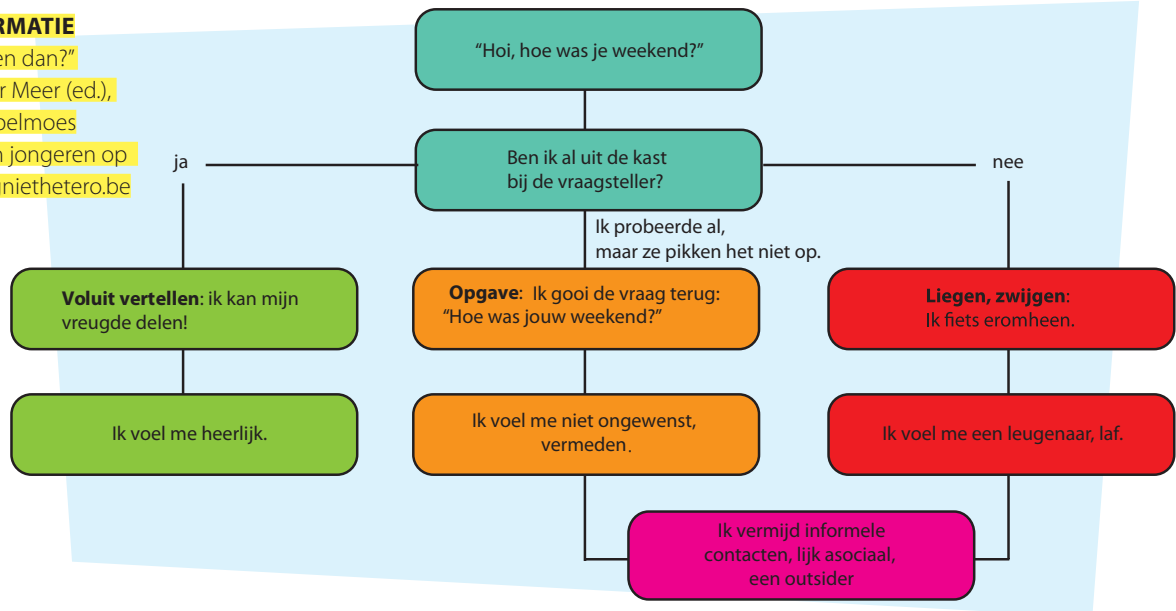 RMATIE
en dan?”
r Meer (ed.),
pelmoes
n jongeren op
gniethetero.be
“Hoi, hoe was je weekend?”
Ben ik al uit de kast
bij de vraagsteller?
ja
nee
Ik probeerde al,
maar ze pikken het niet op.
Voluit vertellen: ik kan mijn
vreugde delen!
Opgave: Ik gooi de vraag terug:
“Hoe was jouw weekend?”
Liegen, zwijgen:
Ik fiets eromheen.
Ik voel me heerlijk.
Ik voel me niet ongewenst,
vermeden.
Ik voel me een leugenaar, laf.
Ik vermijd informele
contacten, lijk asociaal,
een outsider